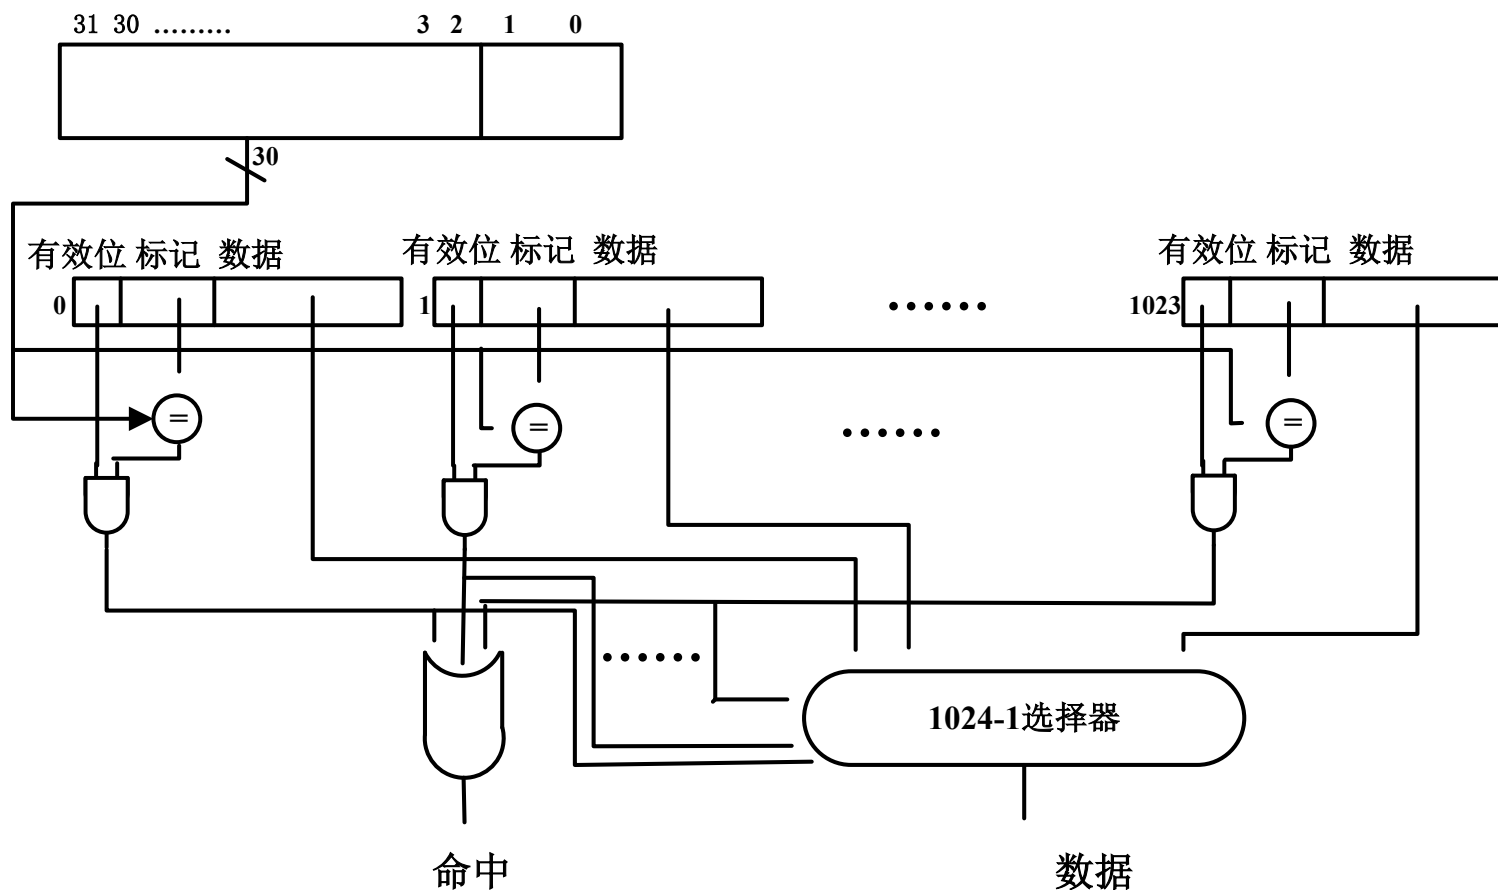 31 30 ......... 3 2 1 0
30
有效位 标记 数据 有效位 标记 数据 有效位 标记 数据
0 1 ...... 1023
= = =
......
......
1024-1选择器
命中 数据